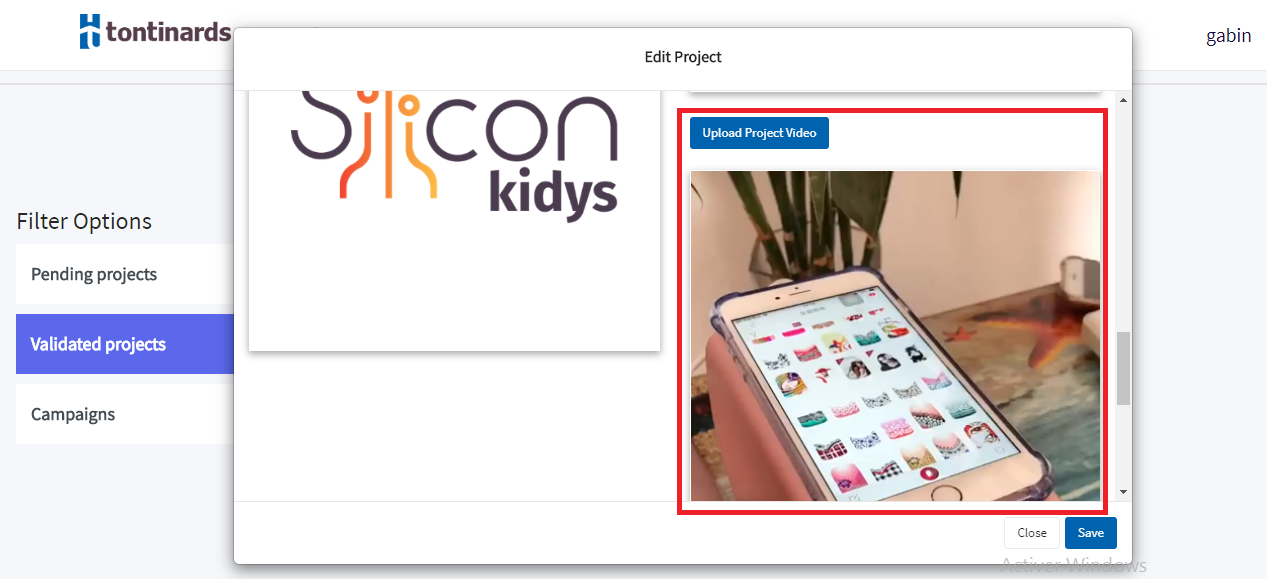 tontinards
gabin
Edit Project
Silicon
kidys
Upload Project Video
Filter Options
Pending projects
Validated projects
Campaigns
Close
Save
Activer Windows